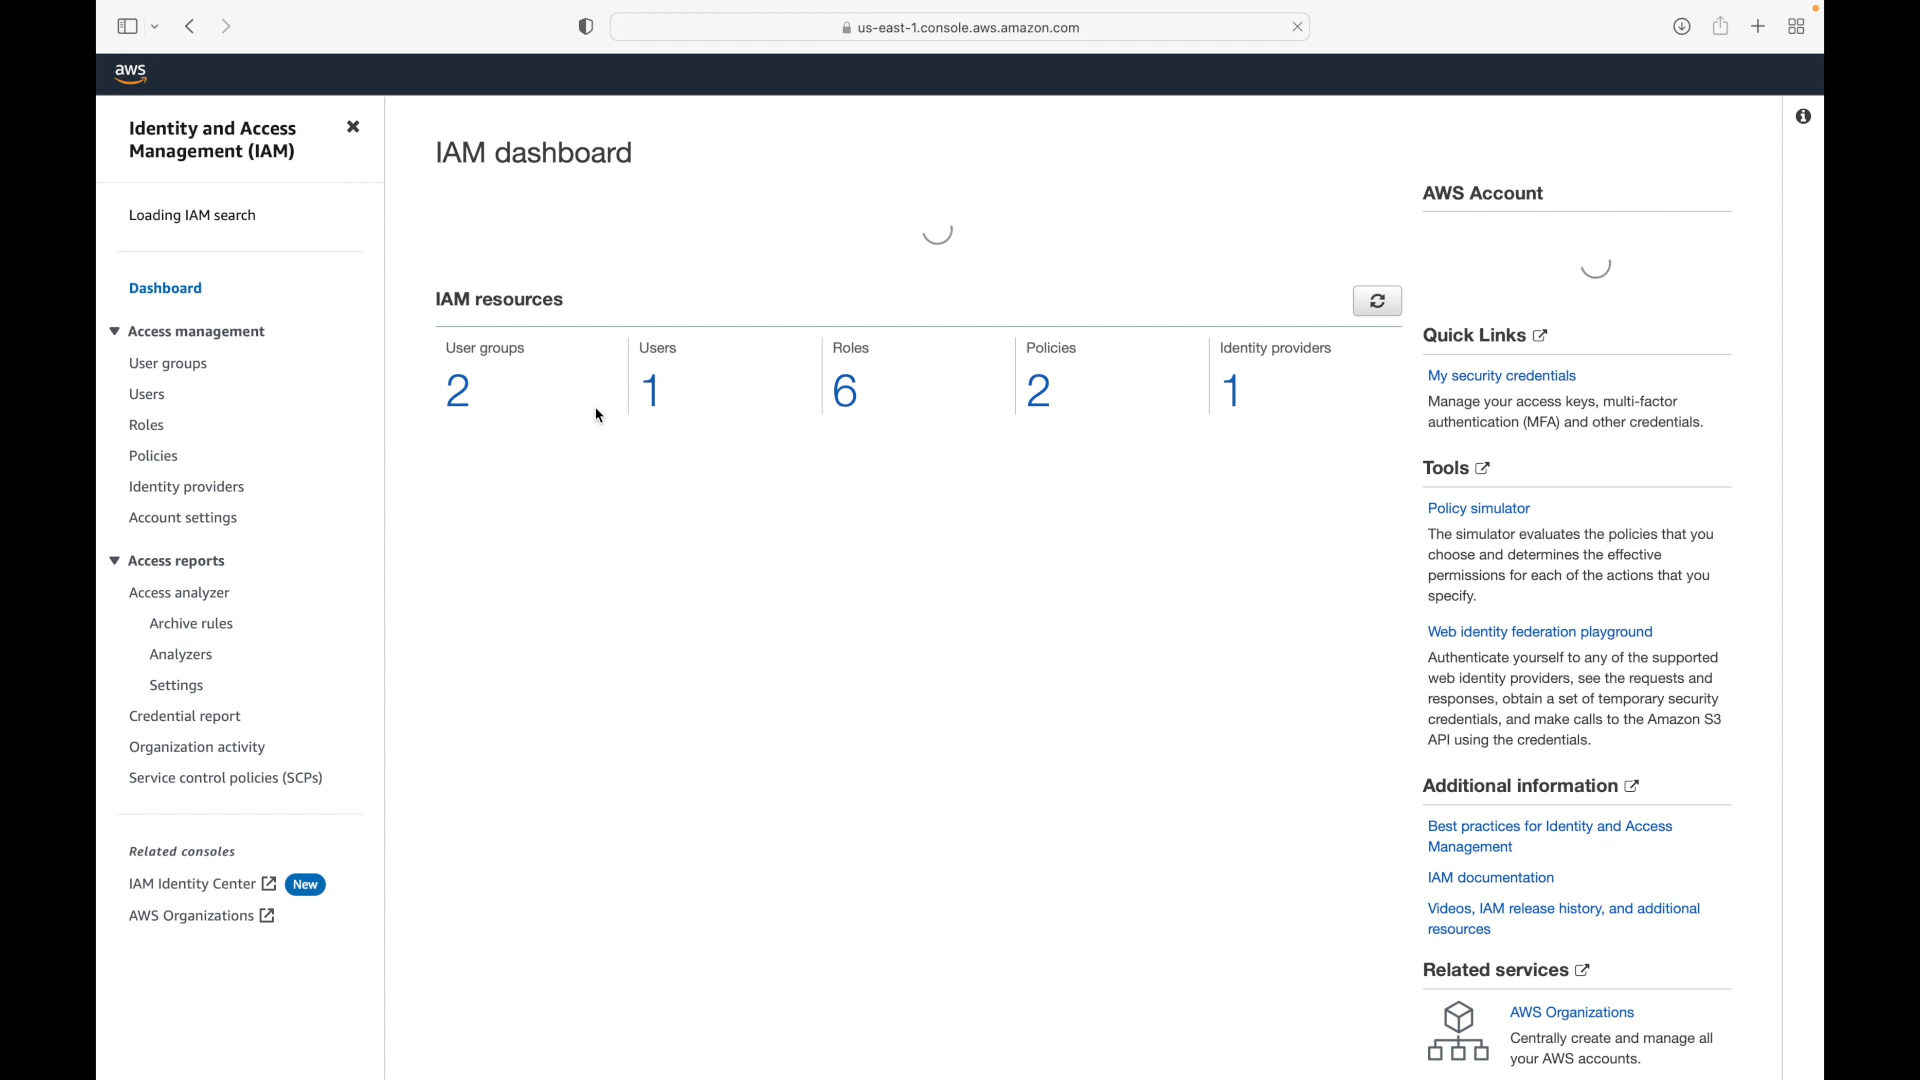 us-east-1.console.aws.amazon.com
aws
Identity and Access
Management (IAM)
Loading IAM search
Dashboard
Access management
User groups
Users
Roles
Policies
Identity providers
Account settings
Access reports
Access analyzer
Archive rules
Analyzers
Settings
Credential report
Organization activity
Service control policies (SCPs)
Related consoles
IAM Identity Center New
AWS Organizations
IAM dashboard
IAM resources
User groups Users Roles Policies Identity providers
2 1 6 2 1
AWS Account
Quick Links
My security credentials
Manage your access keys, multi-factor
authentication (MFA) and other credentials.
Tools
Policy simulator
The simulator evaluates the policies that you
choose and determines the effective
permissions for each of the actions that you
specify.
Web identity federation playground
Authenticate yourself to any of the supported
web identity providers, see the requests and
responses, obtain a set of temporary security
credentials, and make calls to the Amazon S3
API using the credentials.
Additional information
Best practices for Identity and Access
Management
IAM documentation
Videos, IAM release history, and additional
resources
Related services
AWS Organizations
Centrally create and manage all
your AWS accounts.